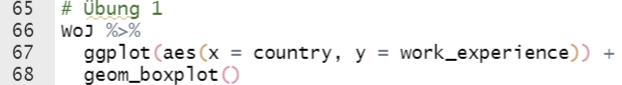 65 # Übung 1
66 WoJ %>%
67 ggplot(aes(x = country, y = work_experience)) +
68 geom_boxplot()